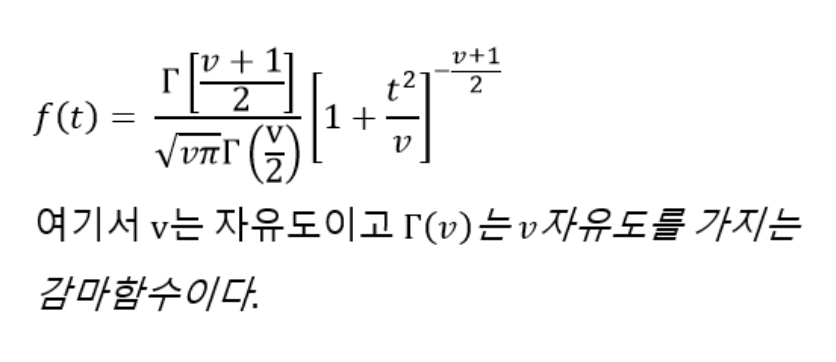 f(t) = Γ[(v + 1)/2] / (√(vπ)Γ(v/2)) [1 + t²/v]^(-(v+1)/2)
여기서 v는 자유도이고 Γ(v)는 v자유도를 가지는
감마함수이다.